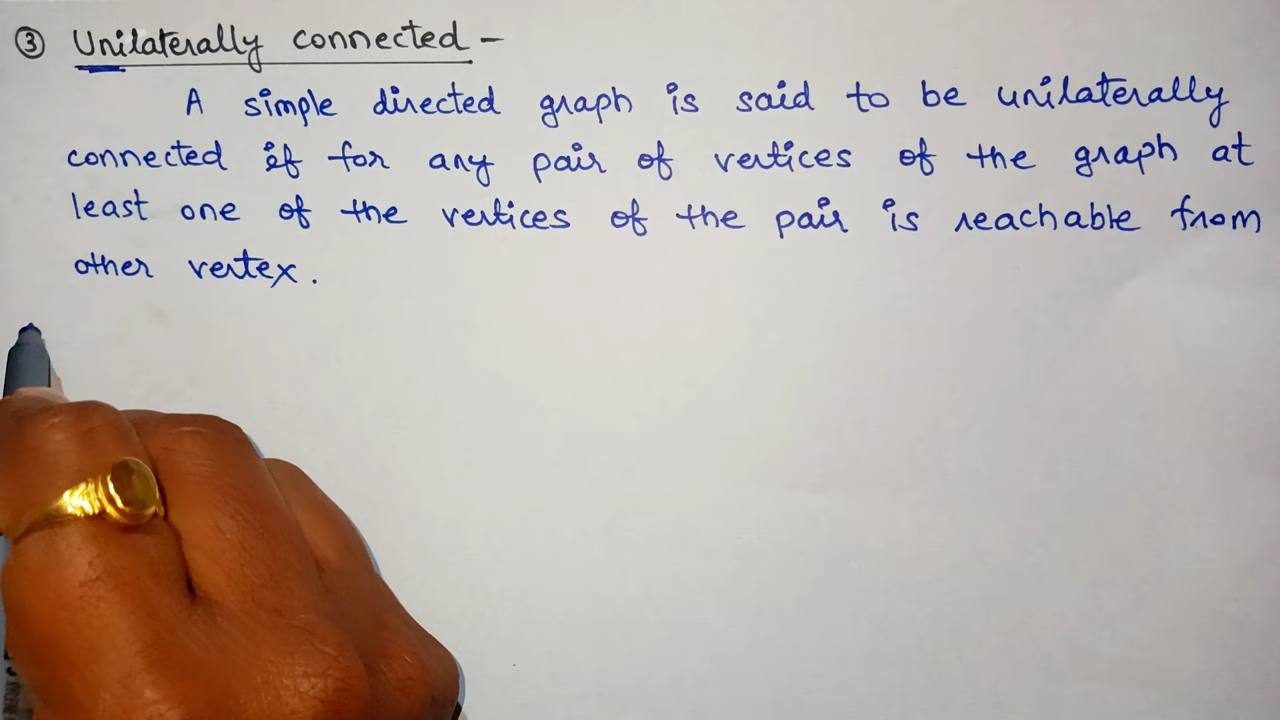 ③ Unilaterally connected -
A simple directed graph is said to be unilaterally
connected if for any pair of vertices of the graph at
least one of the vertices of the pair is reachable from
other vertex.